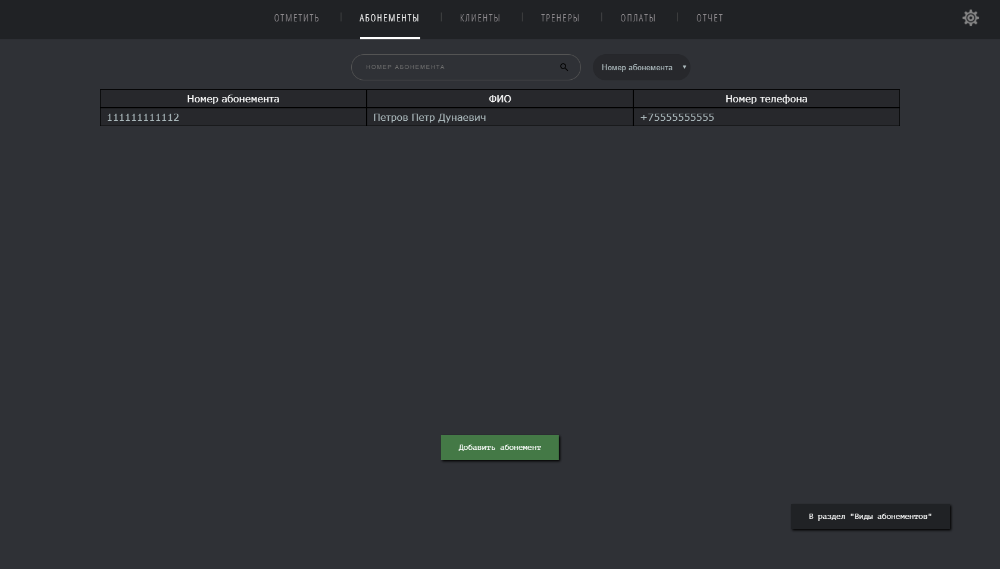 ОТМЕТИТЬ | АБОНЕМЕНТЫ | КЛИЕНТЫ | ТРЕНЕРЫ | ОПЛАТЫ | ОТЧЕТ
НОМЕР АБОНЕМЕНТА Номер абонемента
Номер абонемента ФИО Номер телефона
111111111112 Петров Петр Дунаевич +75555555555
Добавить абонемент
В раздел "Виды абонементов"